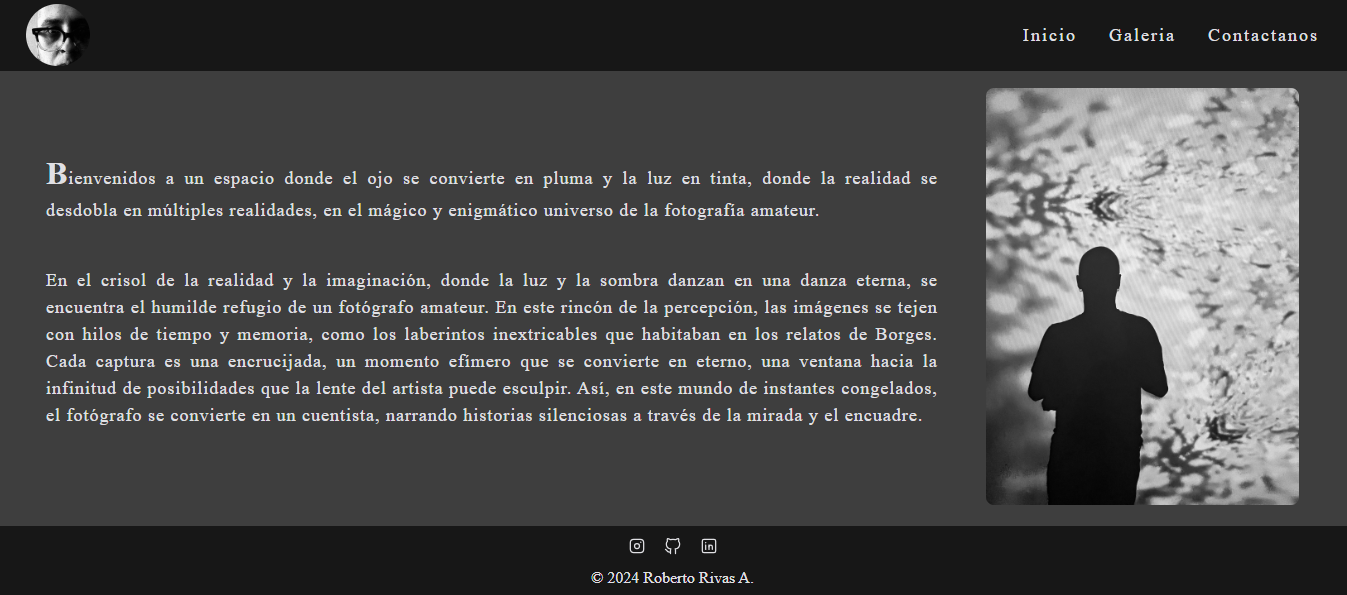 Inicio Galeria Contactanos
Bienvenidos a un espacio donde el ojo se convierte en pluma y la luz en tinta, donde la realidad se
desdobla en múltiples realidades, en el mágico y enigmático universo de la fotografía amateur.
En el crisol de la realidad y la imaginación, donde la luz y la sombra danzan en una danza eterna, se
encuentra el humilde refugio de un fotógrafo amateur. En este rincón de la percepción, las imágenes se tejen
con hilos de tiempo y memoria, como los laberintos inextricables que habitaban en los relatos de Borges.
Cada captura es una encrucijada, un momento efímero que se convierte en eterno, una ventana hacia la
infinitud de posibilidades que la lente del artista puede esculpir. Así, en este mundo de instantes congelados,
el fotógrafo se convierte en un cuentista, narrando historias silenciosas a través de la mirada y el encuadre.
© 2024 Roberto Rivas A.